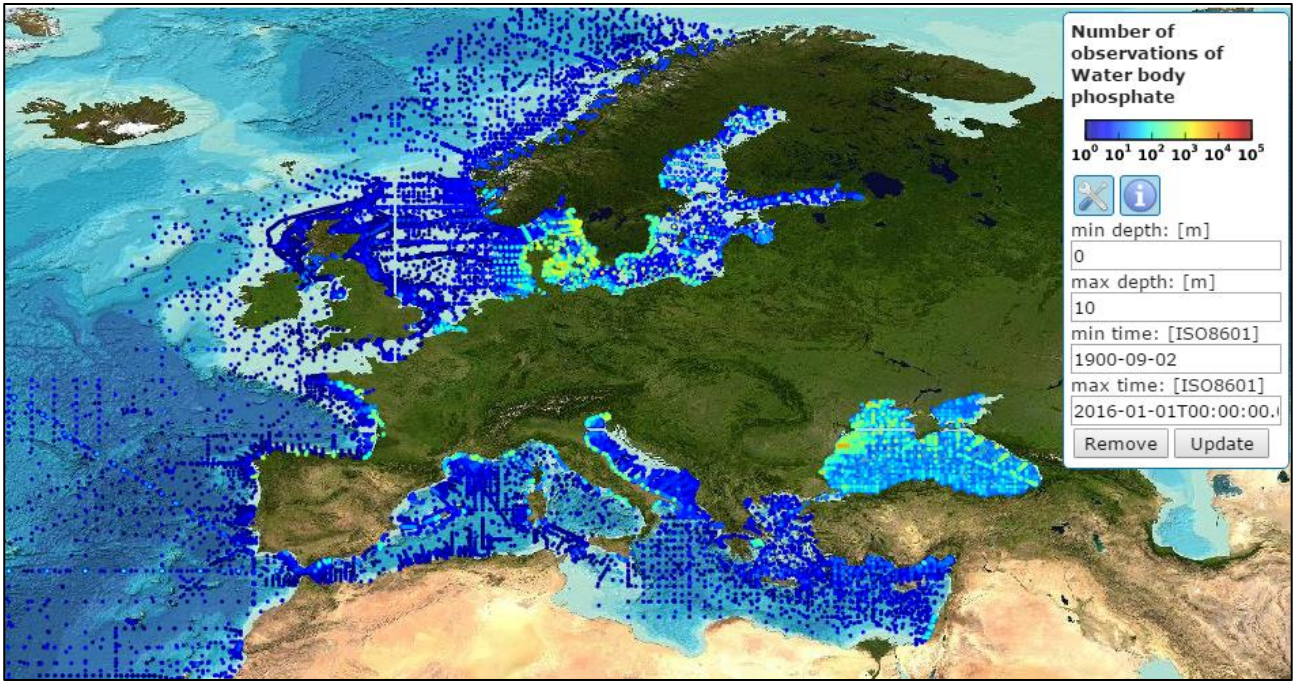 Number of
observations of
Water body
phosphate
10⁰ 10¹ 10² 10³ 10⁴ 10⁵
min depth: [m]
0
max depth: [m]
10
min time: [ISO8601]
1900-09-02
max time: [ISO8601]
2016-01-01T00:00:00.
Remove Update